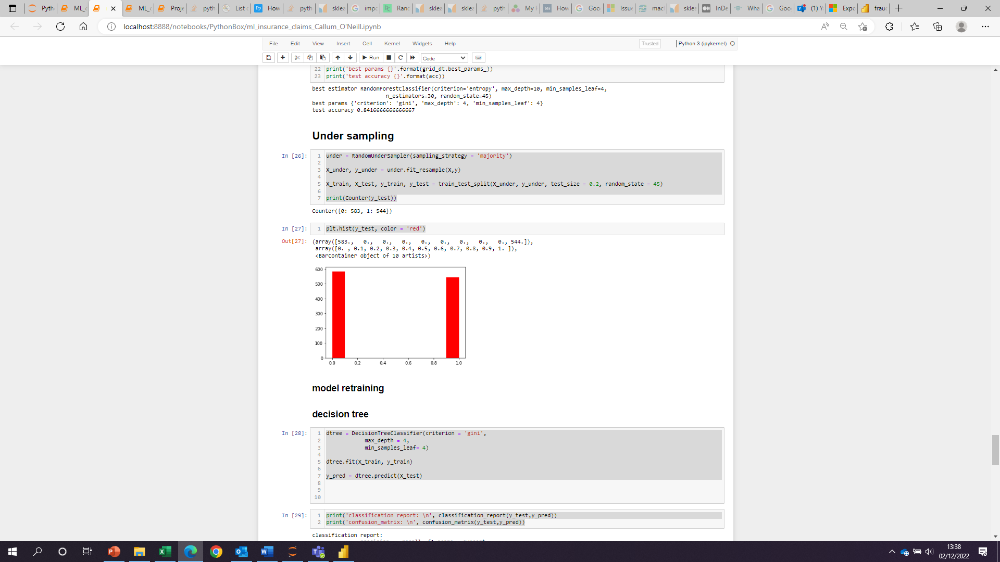 Pyth
ML_c
ML_c
Proje
pyth
List o
How
pyth
sklea
impo
Rand
sklea
sklea
pyth
My F
How
Goo
Issue
macl
sklea
InDe
Wha
Goo
(1) Y
Expo
frau
localhost:8888/notebooks/PythonBox/ml_insurance_claims_Callum_O'Neill.ipynb
File Edit View Insert Cell Kernel Widgets Help
Trusted
Python 3 (ipykernel)
Run
Code
22 print('best params {}'.format(grid_dt.best_params_))
23 print('test accuracy {}'.format(acc))
best estimator RandomForestClassifier(criterion='entropy', max_depth=10, min_samples_leaf=4,
n_estimators=30, random_state=45)
best params {'criterion': 'gini', 'max_depth': 4, 'min_samples_leaf': 4}
test accuracy 0.8416666666666667
Under sampling
In [26]:
1 under = RandomUnderSampler(sampling_strategy = 'majority')
2
3 X_under, y_under = under.fit_resample(X,y)
4
5 X_train, X_test, y_train, y_test = train_test_split(X_under, y_under, test_size = 0.2, random_state = 45)
6
7 print(Counter(y_test))
Counter({0: 583, 1: 544})
In [27]:
1 plt.hist(y_test, color = 'red')
Out[27]:
(array([583., 0., 0., 0., 0., 0., 0., 0., 0., 544.]),
array([0. , 0.1, 0.2, 0.3, 0.4, 0.5, 0.6, 0.7, 0.8, 0.9, 1. ]),
<BarContainer object of 10 artists>)
600
500
400
300
200
100
0
0.0 0.2 0.4 0.6 0.8 1.0
model retraining
decision tree
In [28]:
1 dtree = DecisionTreeClassifier(criterion = 'gini',
2 max_depth = 4,
3 min_samples_leaf= 4)
4
5 dtree.fit(X_train, y_train)
6
7 y_pred = dtree.predict(X_test)
8
9
10
In [29]:
1 print('classification report: \n', classification_report(y_test,y_pred))
2 print('confusion_matrix: \n', confusion_matrix(y_test,y_pred))
classification report:
13:38
02/12/2022